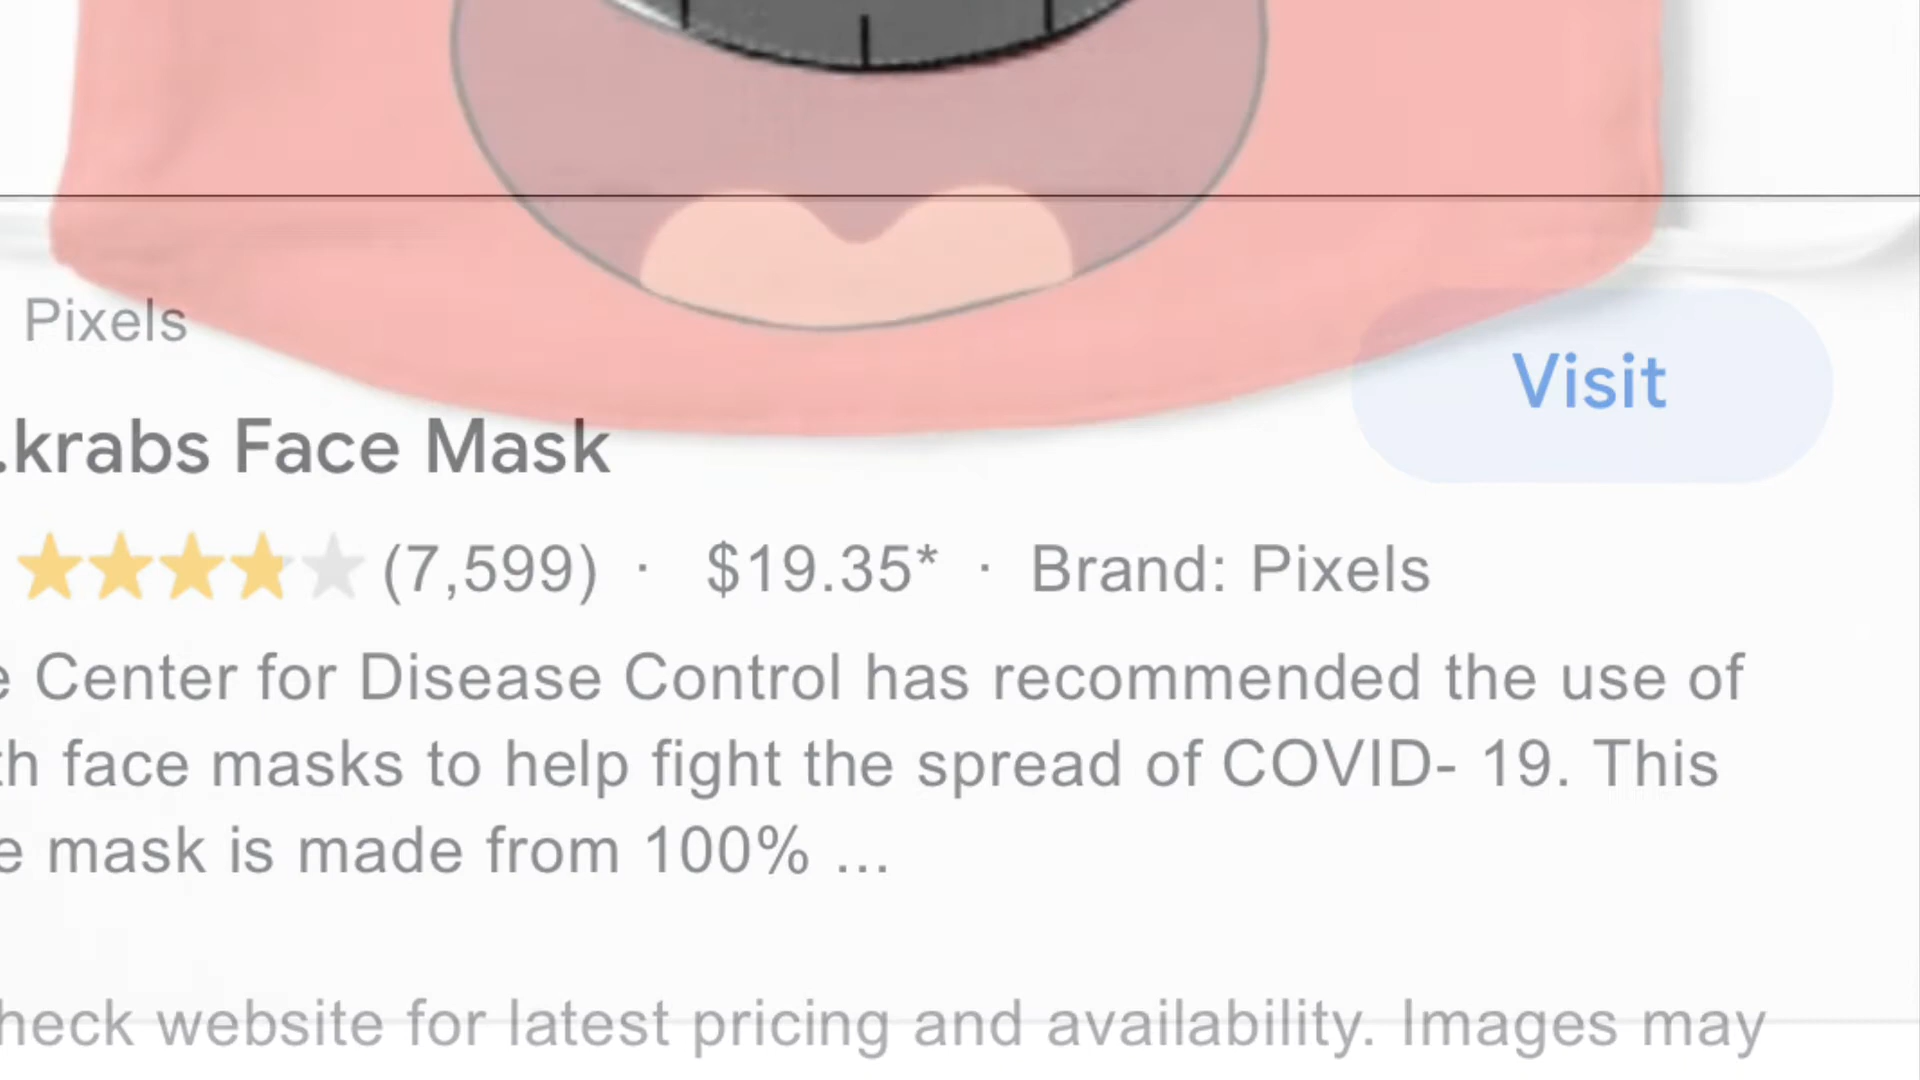 Pixels
Visit
.krabs Face Mask
(7,599) · $19.35* · Brand: Pixels
e Center for Disease Control has recommended the use of
th face masks to help fight the spread of COVID- 19. This
e mask is made from 100% ...
heck website for latest pricing and availability. Images may